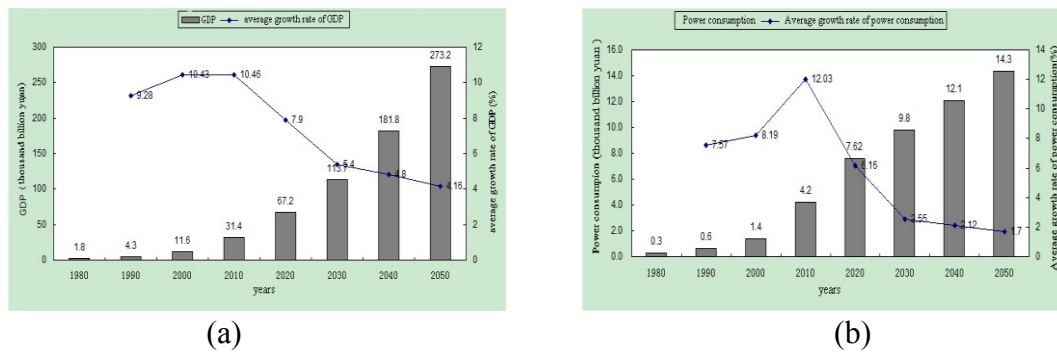 GDP average growth rate of GDP
GDP ( thousand billion yuan)
300
250
200
150
100
50
0
1.8 4.3 11.6 31.4 67.2 113.7 181.8 273.2
9.28 10.43 10.46 7.9 5.4 4.8 4.16
12
10
8
6
4
2
0
average growth rate of GDP (%)
1980 1990 2000 2010 2020 2030 2040 2050
years
(a)
Power consumption Average growth rate of power consumption
Power consumption (thousand billion yuan)
16.0
14.0
12.0
10.0
8.0
6.0
4.0
2.0
0.0
0.3 0.6 1.4 4.2 7.62 9.8 12.1 14.3
7.57 8.19 12.03 6.16 2.55 2.12 1.7
14
12
10
8
6
4
2
0
Average growth rate of power consumption(%)
1980 1990 2000 2010 2020 2030 2040 2050
years
(b)